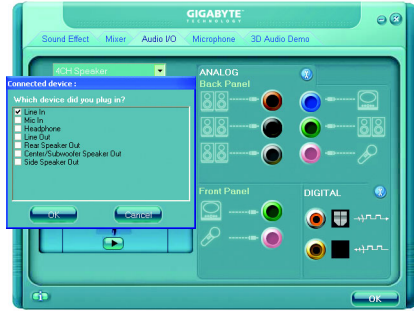 GIGABYTE
TECHNOLOGY
Sound Effect Mixer Audio I/O Microphone 3D Audio Demo
4CH Speaker
ANALOG
Back Panel
Connected device :
Which device did you plug in?
Line In
Mic In
Headphone
Line Out
Rear Speaker Out
Center/Subwoofer Speaker Out
Side Speaker Out
OK Cancel
Front Panel
DIGITAL
OK